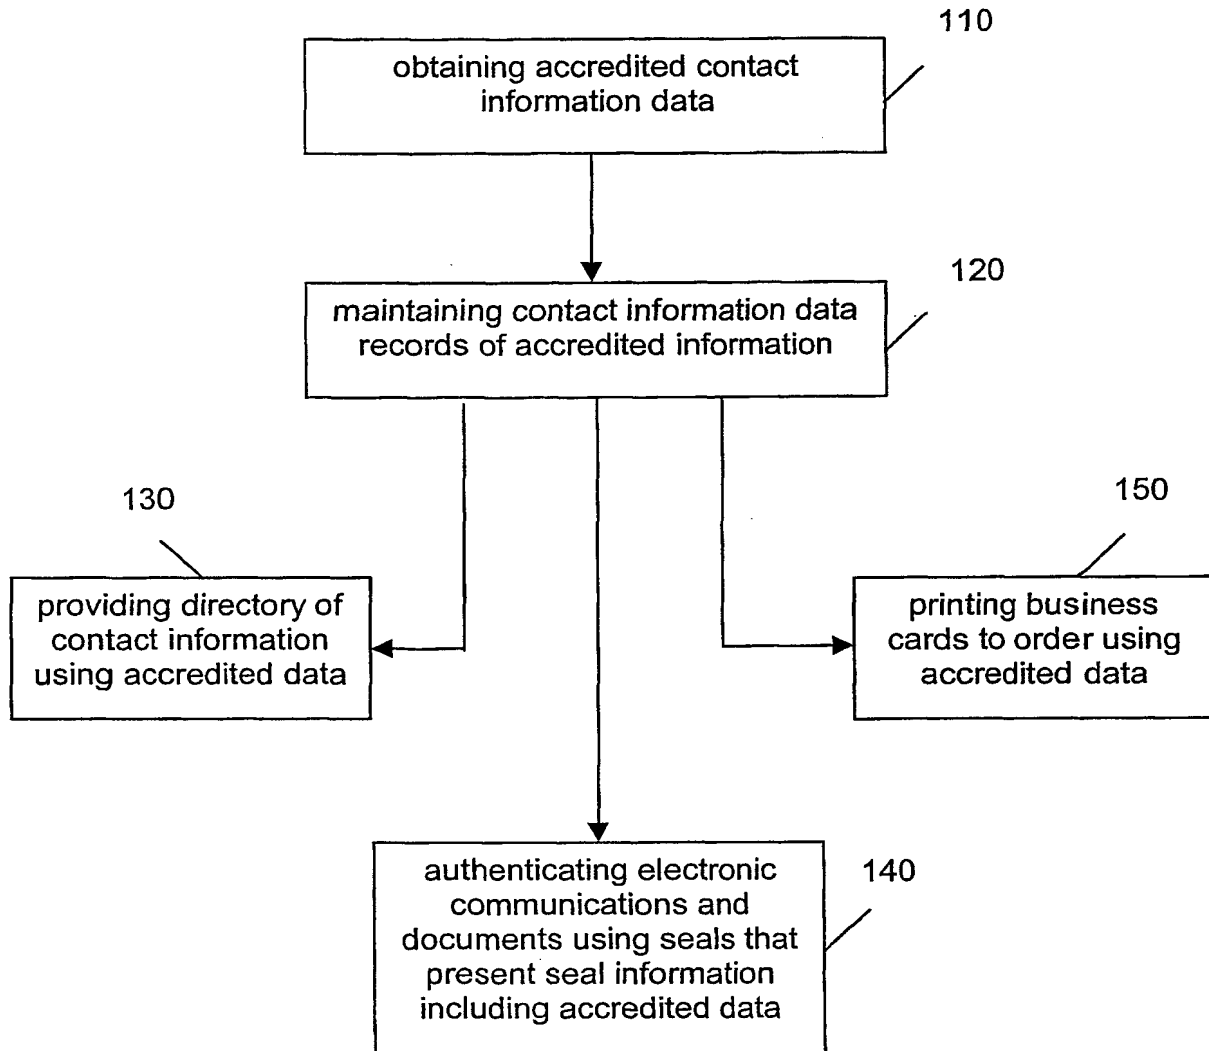 110
obtaining accredited contact
information data
120
maintaining contact information data
records of accredited information
130
150
providing directory of
contact information
using accredited data
printing business
cards to order using
accredited data
140
authenticating electronic
communications and
documents using seals that
present seal information
including accredited data